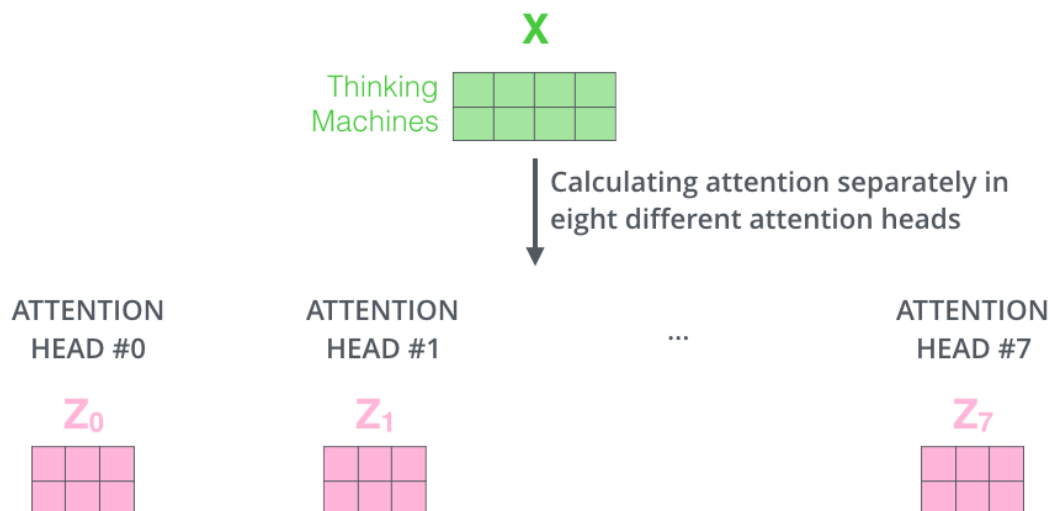 X
Thinking
Machines
Calculating attention separately in
eight different attention heads
ATTENTION
HEAD #0
ATTENTION
HEAD #1
...
ATTENTION
HEAD #7
Z0
Z1
Z7